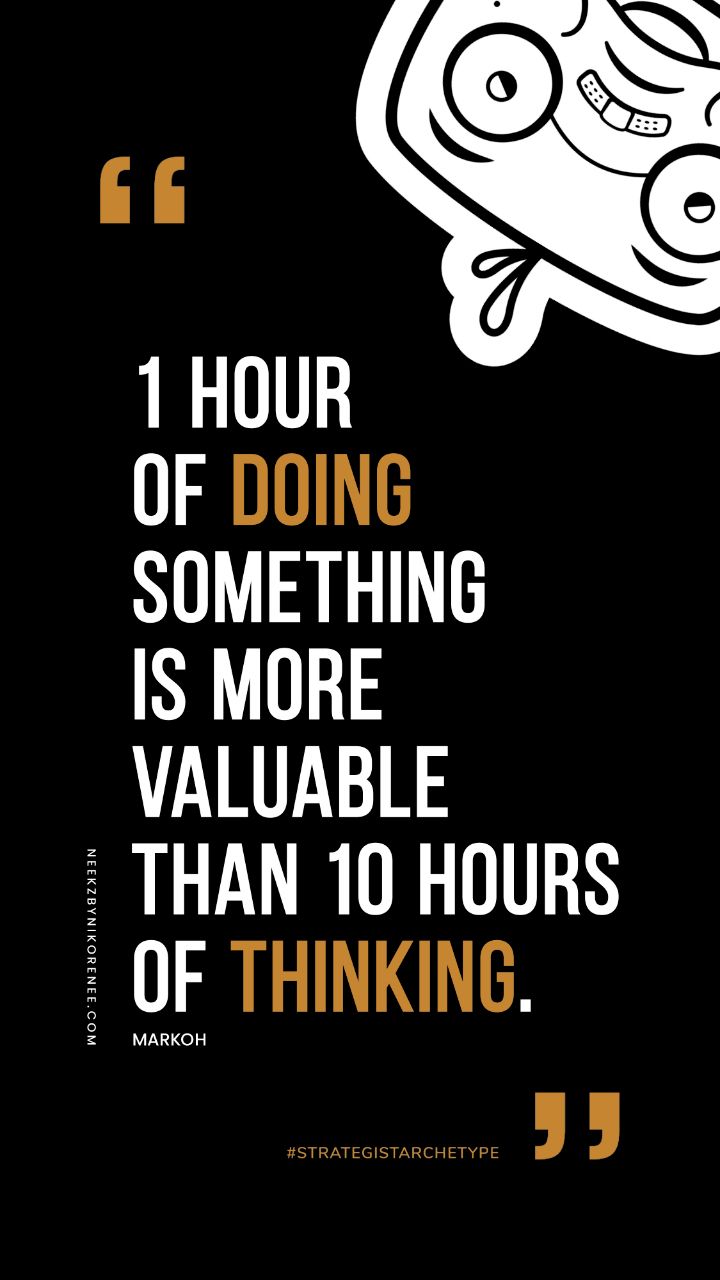 “
1 HOUR
OF DOING
SOMETHING
IS MORE
VALUABLE
THAN 10 HOURS
OF THINKING.
MARKOH
NEEKZBYNIKORENEE.COM
”
#STRATEGISTARCHETYPE